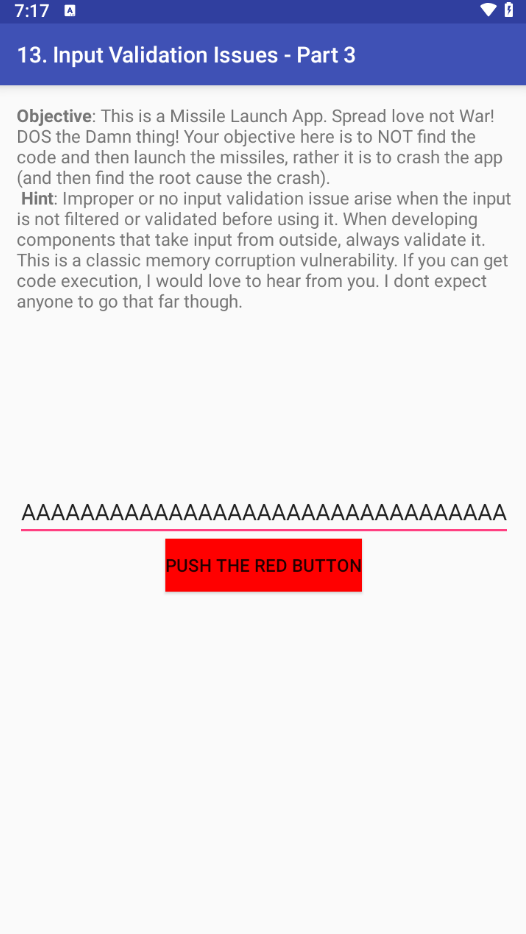 7:17 A
13. Input Validation Issues - Part 3
Objective: This is a Missile Launch App. Spread love not War!
DOS the Damn thing! Your objective here is to NOT find the
code and then launch the missiles, rather it is to crash the app
(and then find the root cause the crash).
Hint: Improper or no input validation issue arise when the input
is not filtered or validated before using it. When developing
components that take input from outside, always validate it.
This is a classic memory corruption vulnerability. If you can get
code execution, I would love to hear from you. I dont expect
anyone to go that far though.
AAAAAAAAAAAAAAAAAAAAAAAAAAAAAAAAA
PUSH THE RED BUTTON